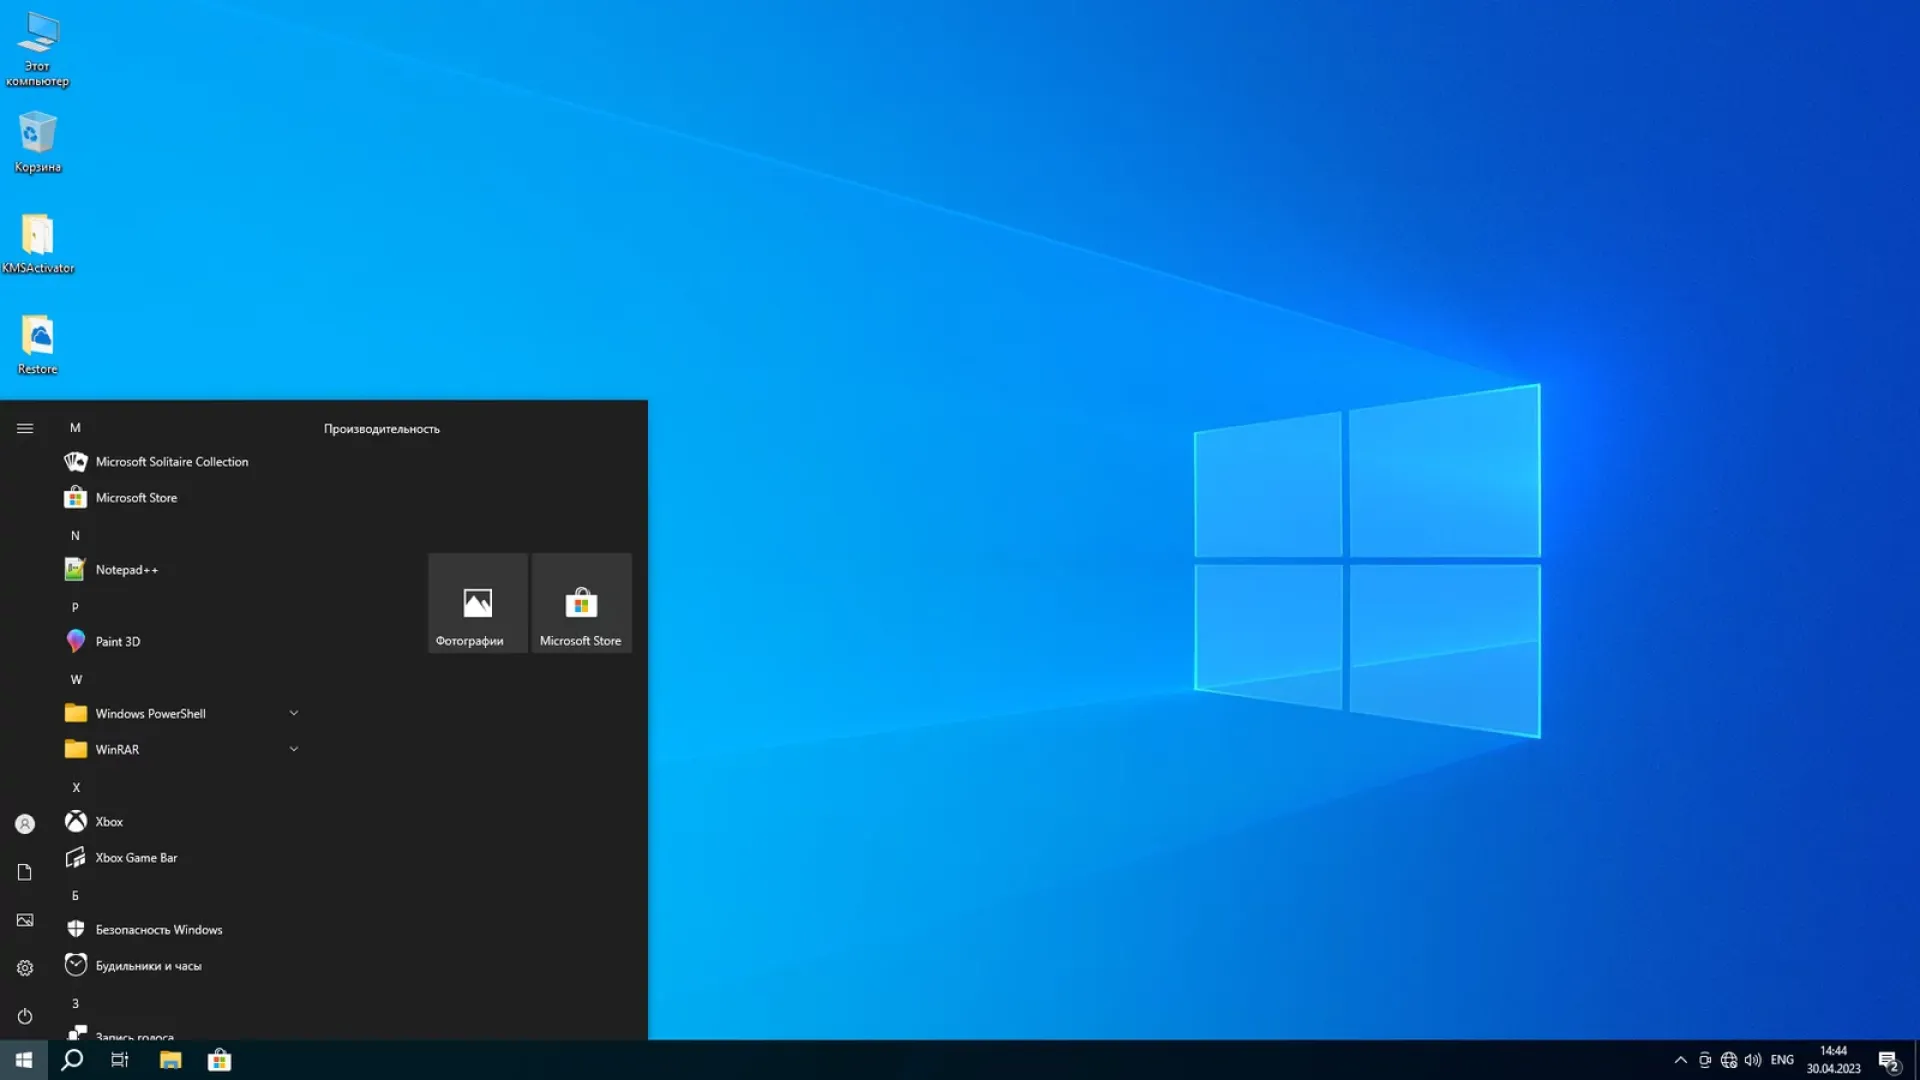 Этот
компьютер
Корзина
KMSActivator
Restore
M
Производительность
Microsoft Solitaire Collection
Microsoft Store
N
Notepad++
P
Paint 3D
W
Windows PowerShell
WinRAR
X
Xbox
Xbox Game Bar
Б
Безопасность Windows
Будильники и часы
З
Запись голоса
Фотографии
Microsoft Store
ENG
14:44
30.04.2023
2